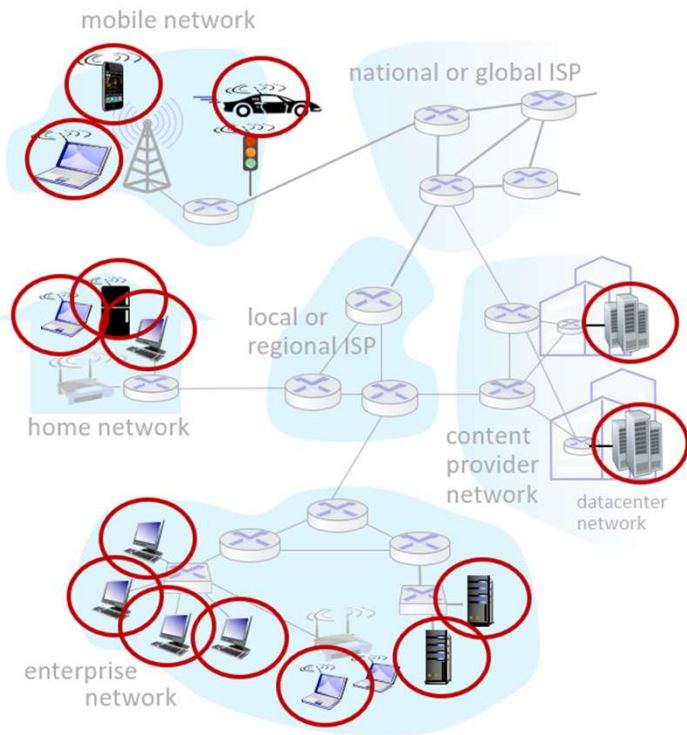 mobile network
national or global ISP
local or
regional ISP
home network
content
provider
network
datacenter
network
enterprise
network